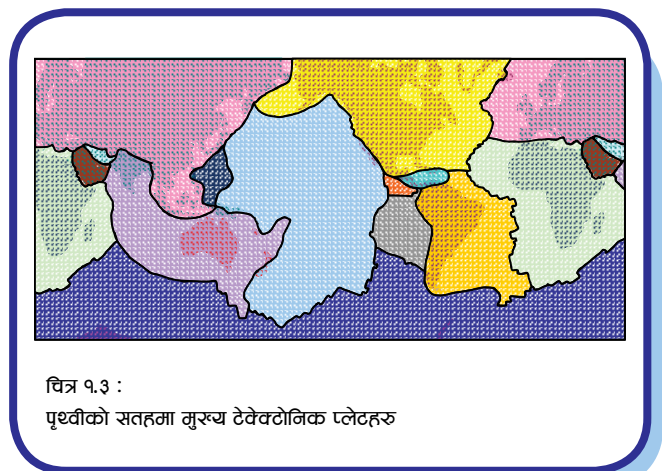 चित्र १.३ :
पृथ्वीको सतहमा मुख्य टेक्टोनिक प्लेटहरु